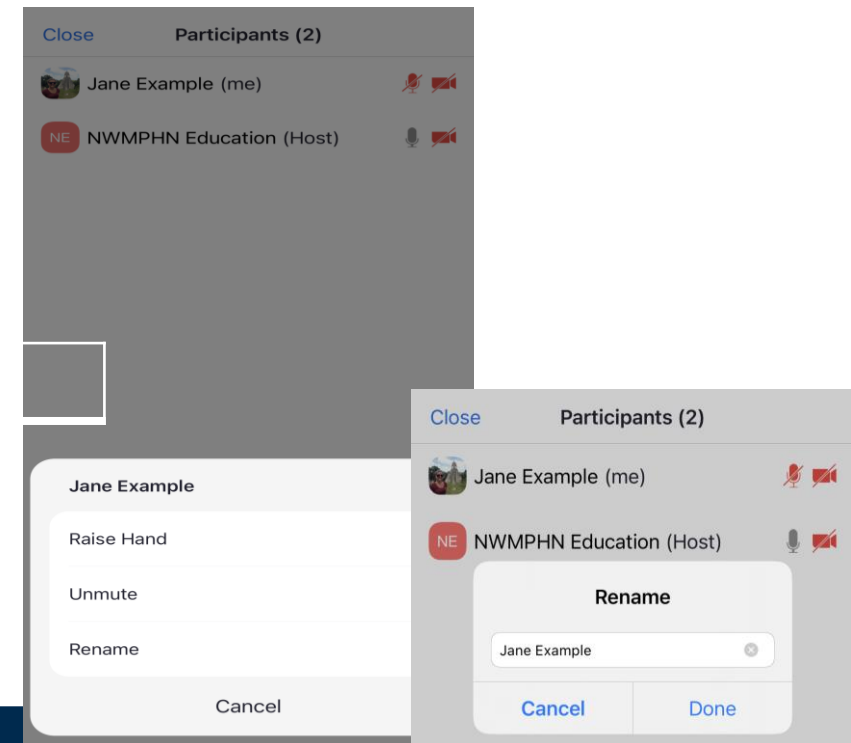 Close Participants (2)
Jane Example (me)
NE NWMPHN Education (Host)
Jane Example
Raise Hand
Unmute
Rename
Cancel
Close Participants (2)
Jane Example (me)
NE NWMPHN Education (Host)
Rename
Jane Example
Cancel Done